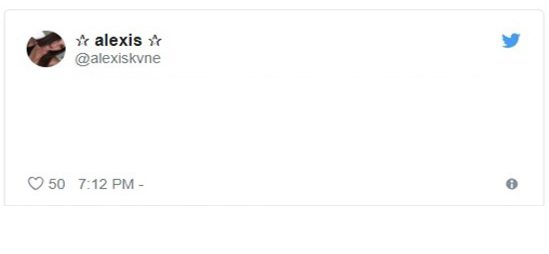 ☆ alexis ☆
@alexiskvne
50 7:12 PM -